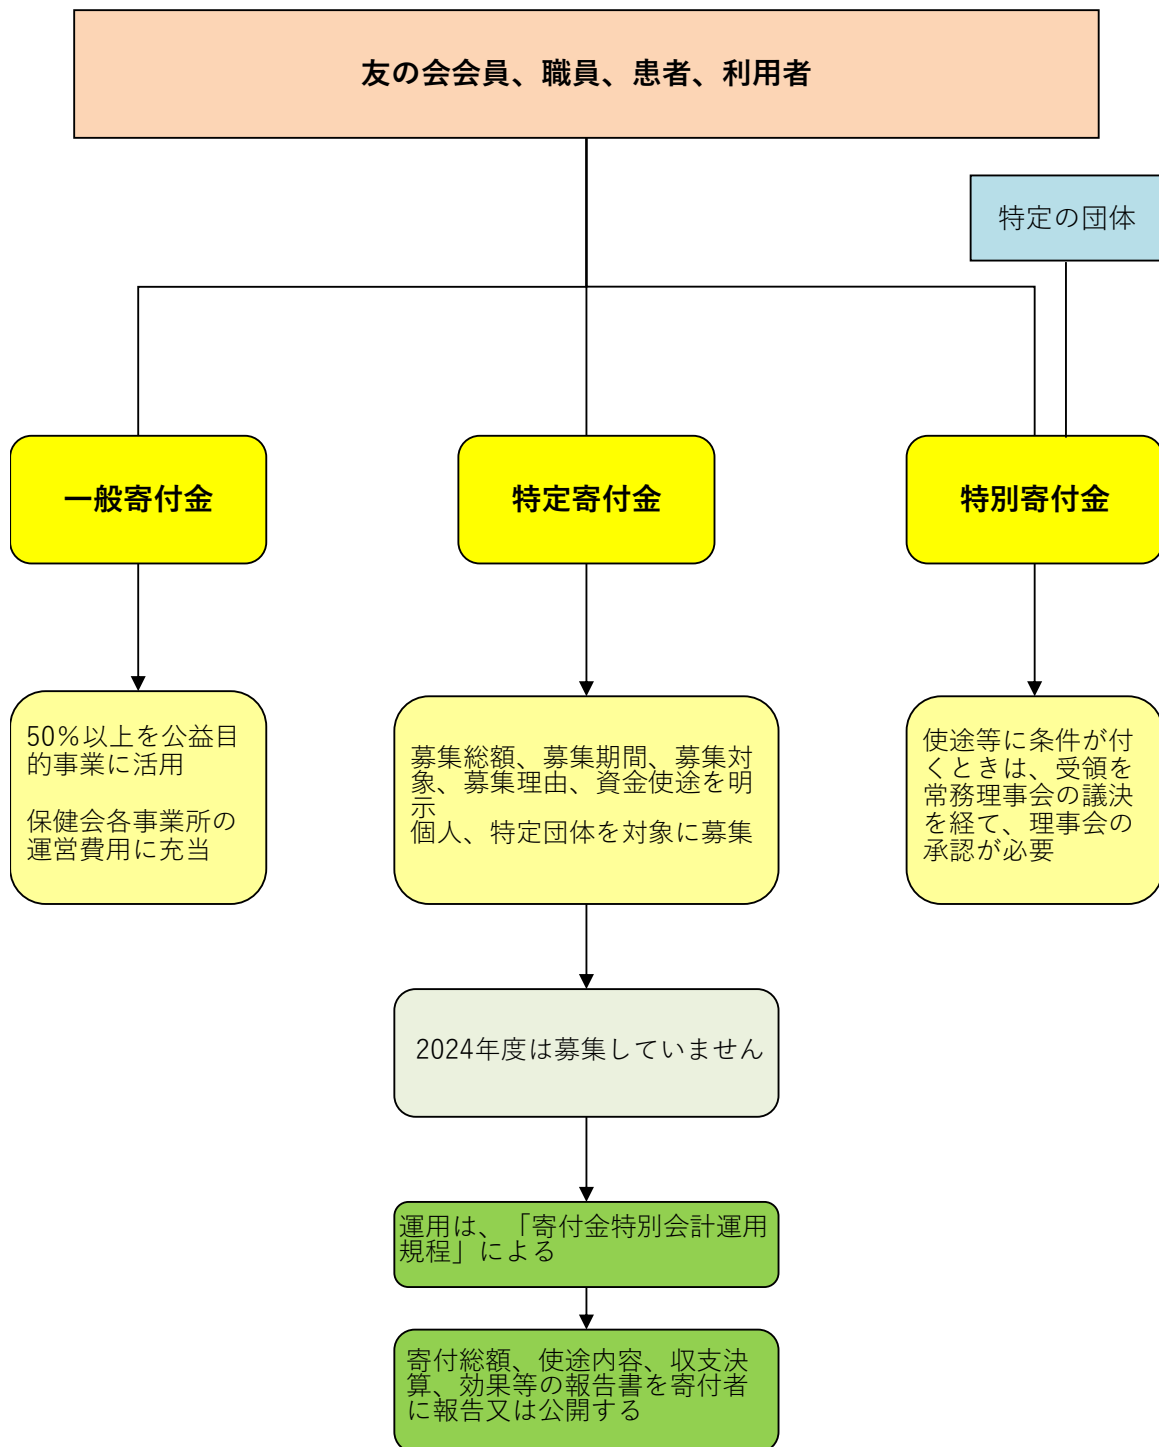 友の会会員、職員、患者、利用者
特定の団体
一般寄付金
特定寄付金
特別寄付金
50％以上を公益目
的事業に活用
保健会各事業所の
運営費用に充当
募集総額、募集期間、募集対
象、募集理由、資金使途を明
示
個人、特定団体を対象に募集
使途等に条件が付
くときは、受領を
常務理事会の議決
を経て、理事会の
承認が必要
2024年度は募集していません
運用は、「寄付金特別会計運用
規程」による
寄付総額、使途内容、収支決
算、効果等の報告書を寄付者
に報告又は公開する